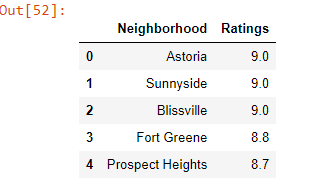 Out[52]:
Neighborhood Ratings
0 Astoria 9.0
1 Sunnyside 9.0
2 Blissville 9.0
3 Fort Greene 8.8
4 Prospect Heights 8.7